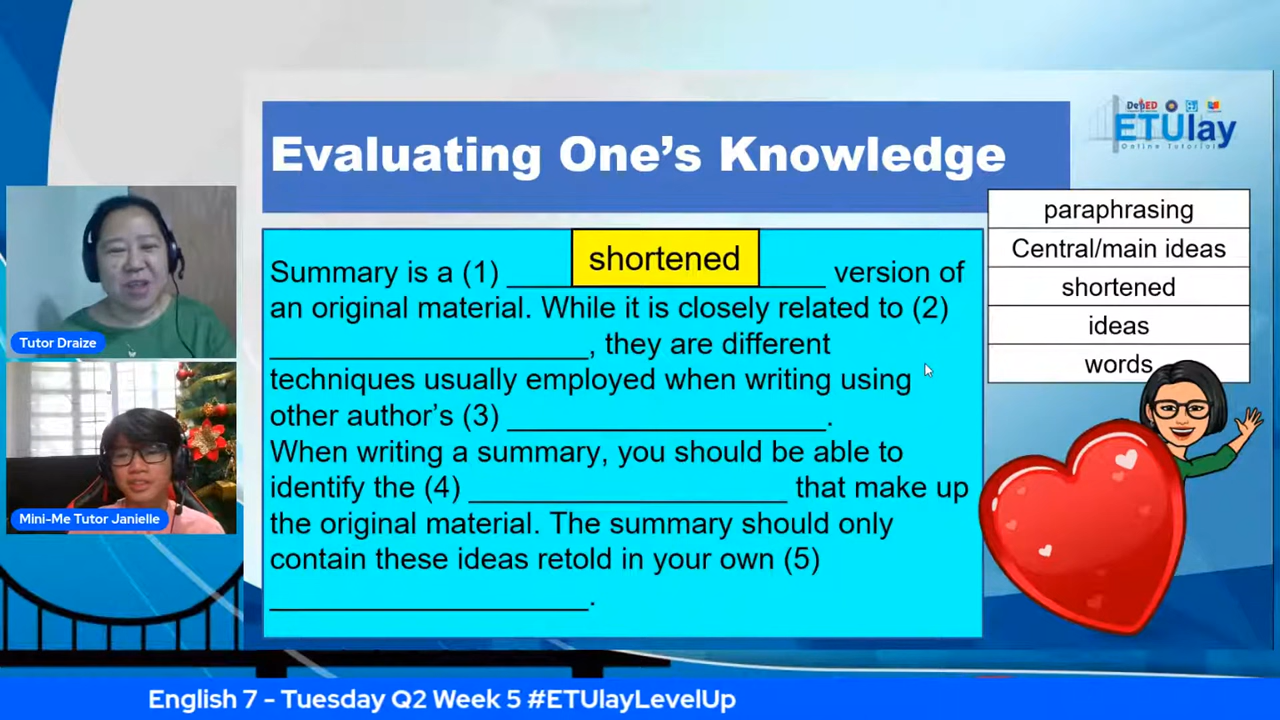 DepED
ETUlay
Online Tutorial
Evaluating One's Knowledge
paraphrasing
Central/main ideas
shortened
ideas
words
shortened
Summary is a (1) ____________________ version of
an original material. While it is closely related to (2)
____________________, they are different
techniques usually employed when writing using
other author's (3) ____________________.
When writing a summary, you should be able to
identify the (4) ____________________ that make up
the original material. The summary should only
contain these ideas retold in your own (5)
____________________.
Tutor Draize
Mini-Me Tutor Janielle
English 7 - Tuesday Q2 Week 5 #ETUlayLevelUp